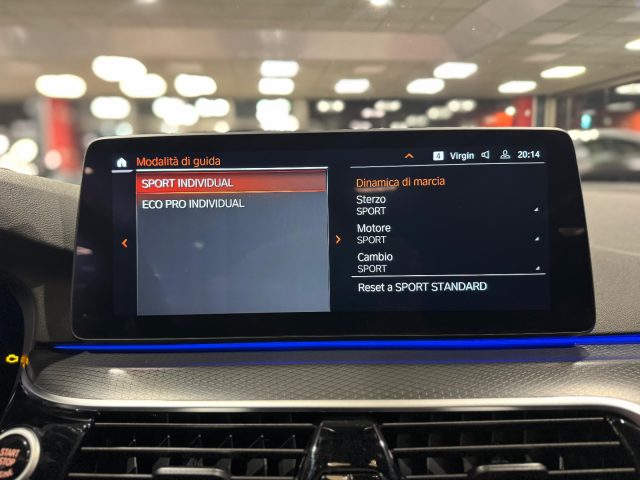 Modalità di guida
4 Virgin 20:14
SPORT INDIVIDUAL
ECO PRO INDIVIDUAL
Dinamica di marcia
Sterzo
SPORT
Motore
SPORT
Cambio
SPORT
Reset a SPORT STANDARD
START
STOP